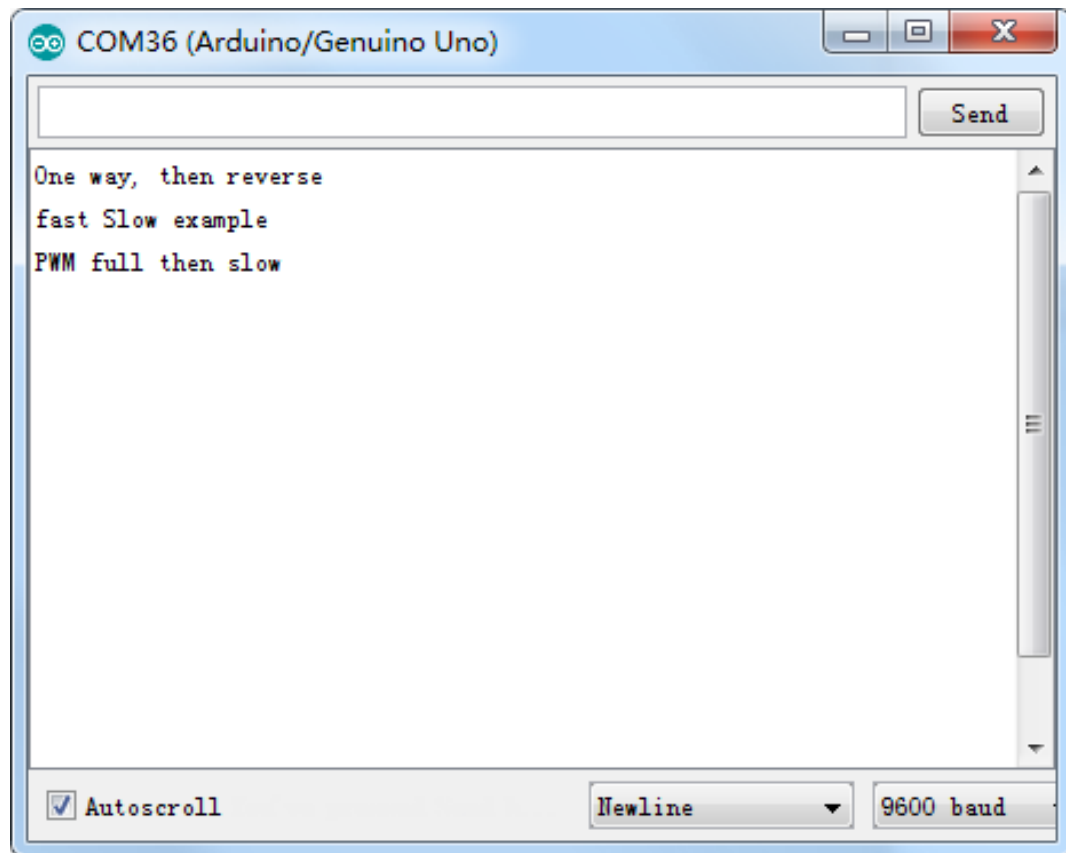 COM36 (Arduino/Genuino Uno)
Send
One way, then reverse
fast Slow example
PWM full then slow
Autoscroll
Newline
9600 baud